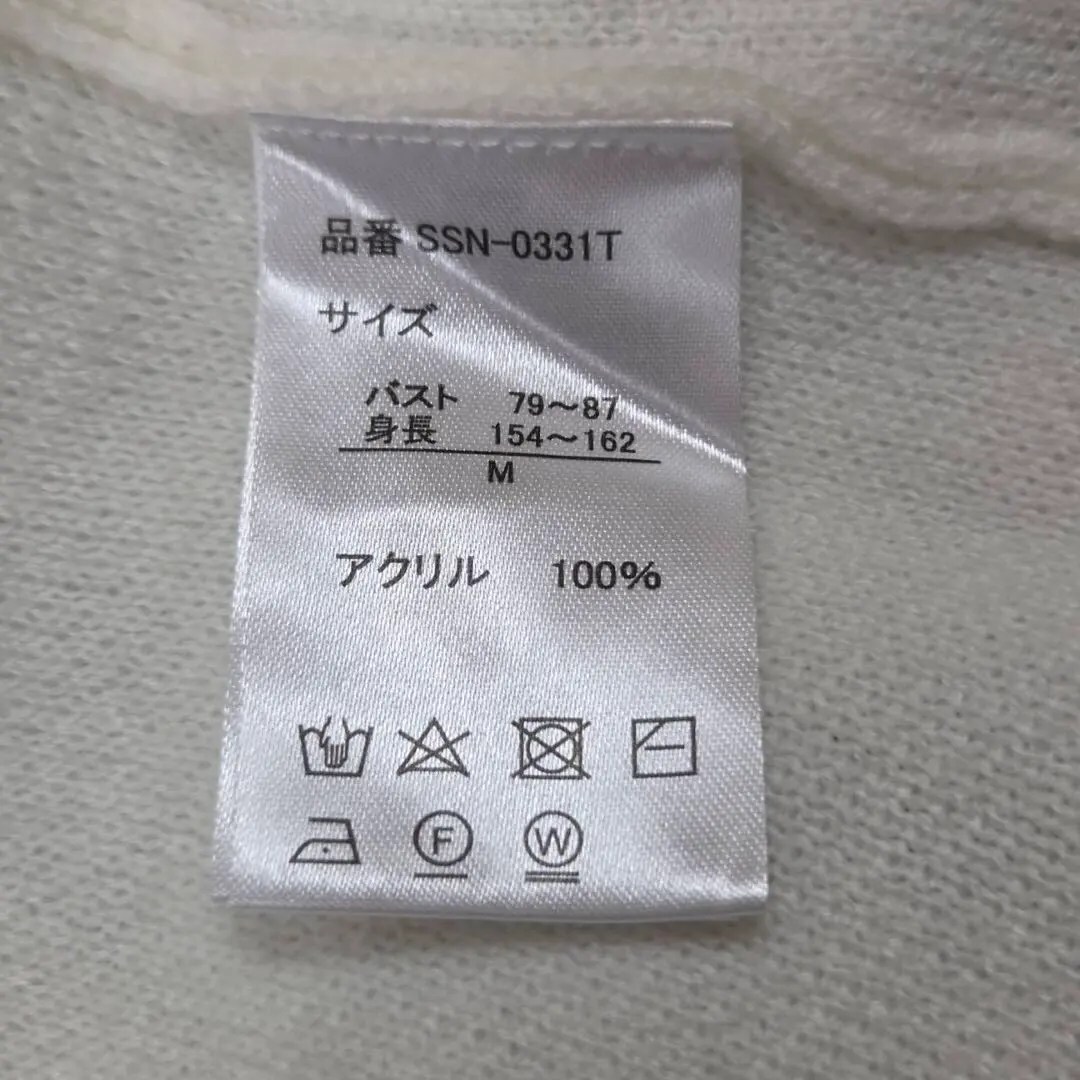 品番 SSN-0331T
サイズ
バスト 79～87
身長 154～162
M
アクリル 100%
F W